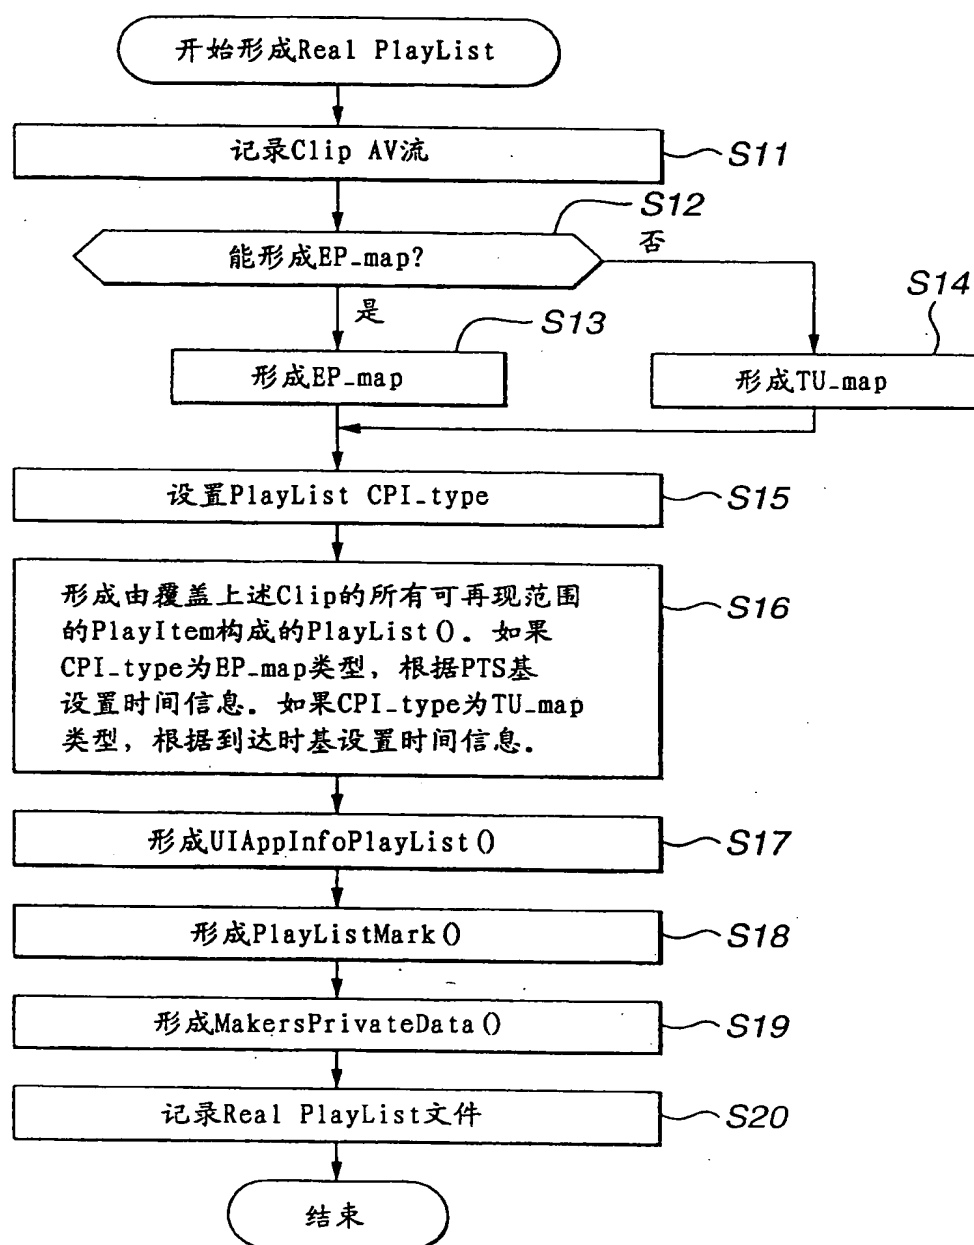 开始形成Real PlayList
记录Clip AV流
S11
S12
能形成EP_map?
否
是
S13
S14
形成EP_map
形成TU_map
设置PlayList CPI_type
S15
形成由覆盖上述Clip的所有可再现范围
的PlayItem构成的PlayList()。如果
CPI_type为EP_map类型，根据PTS基
设置时间信息。如果CPI_type为TU_map
类型，根据到达时基设置时间信息。
S16
形成UIAppInfoPlayList()
S17
形成PlayListMark()
S18
形成MakersPrivateData()
S19
记录Real PlayList文件
S20
结束